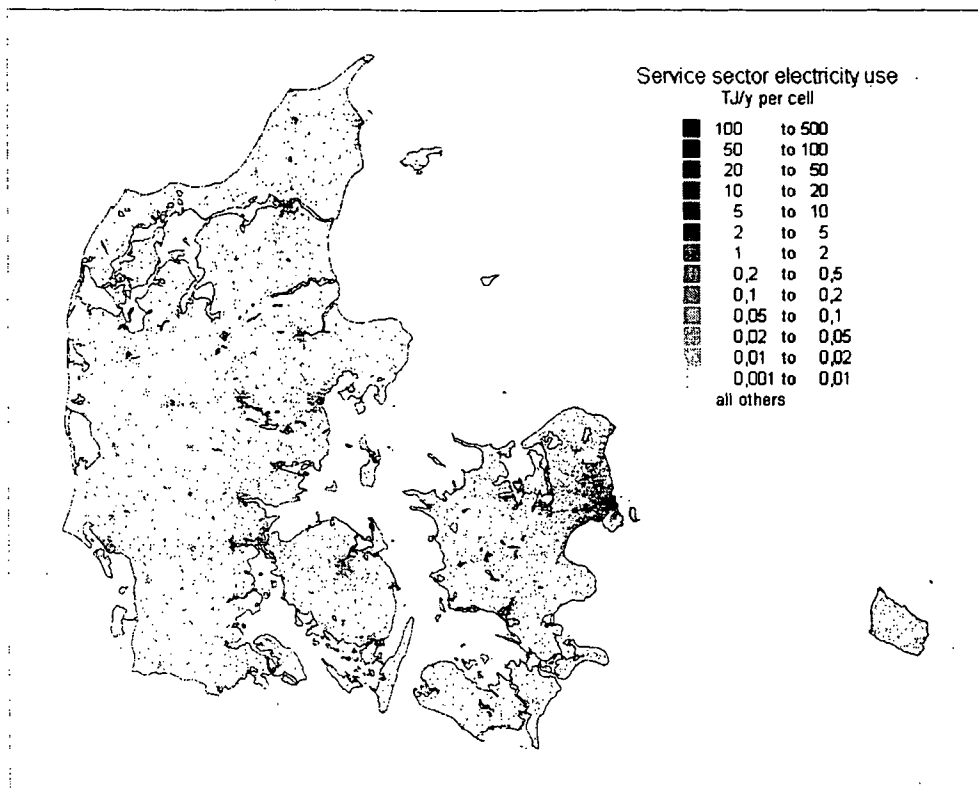 Service sector electricity use
TJ/y per cell
100 to 500
50 to 100
20 to 50
10 to 20
5 to 10
2 to 5
1 to 2
0,2 to 0,5
0,1 to 0,2
0,05 to 0,1
0,02 to 0,05
0,01 to 0,02
0,001 to 0,01
all others